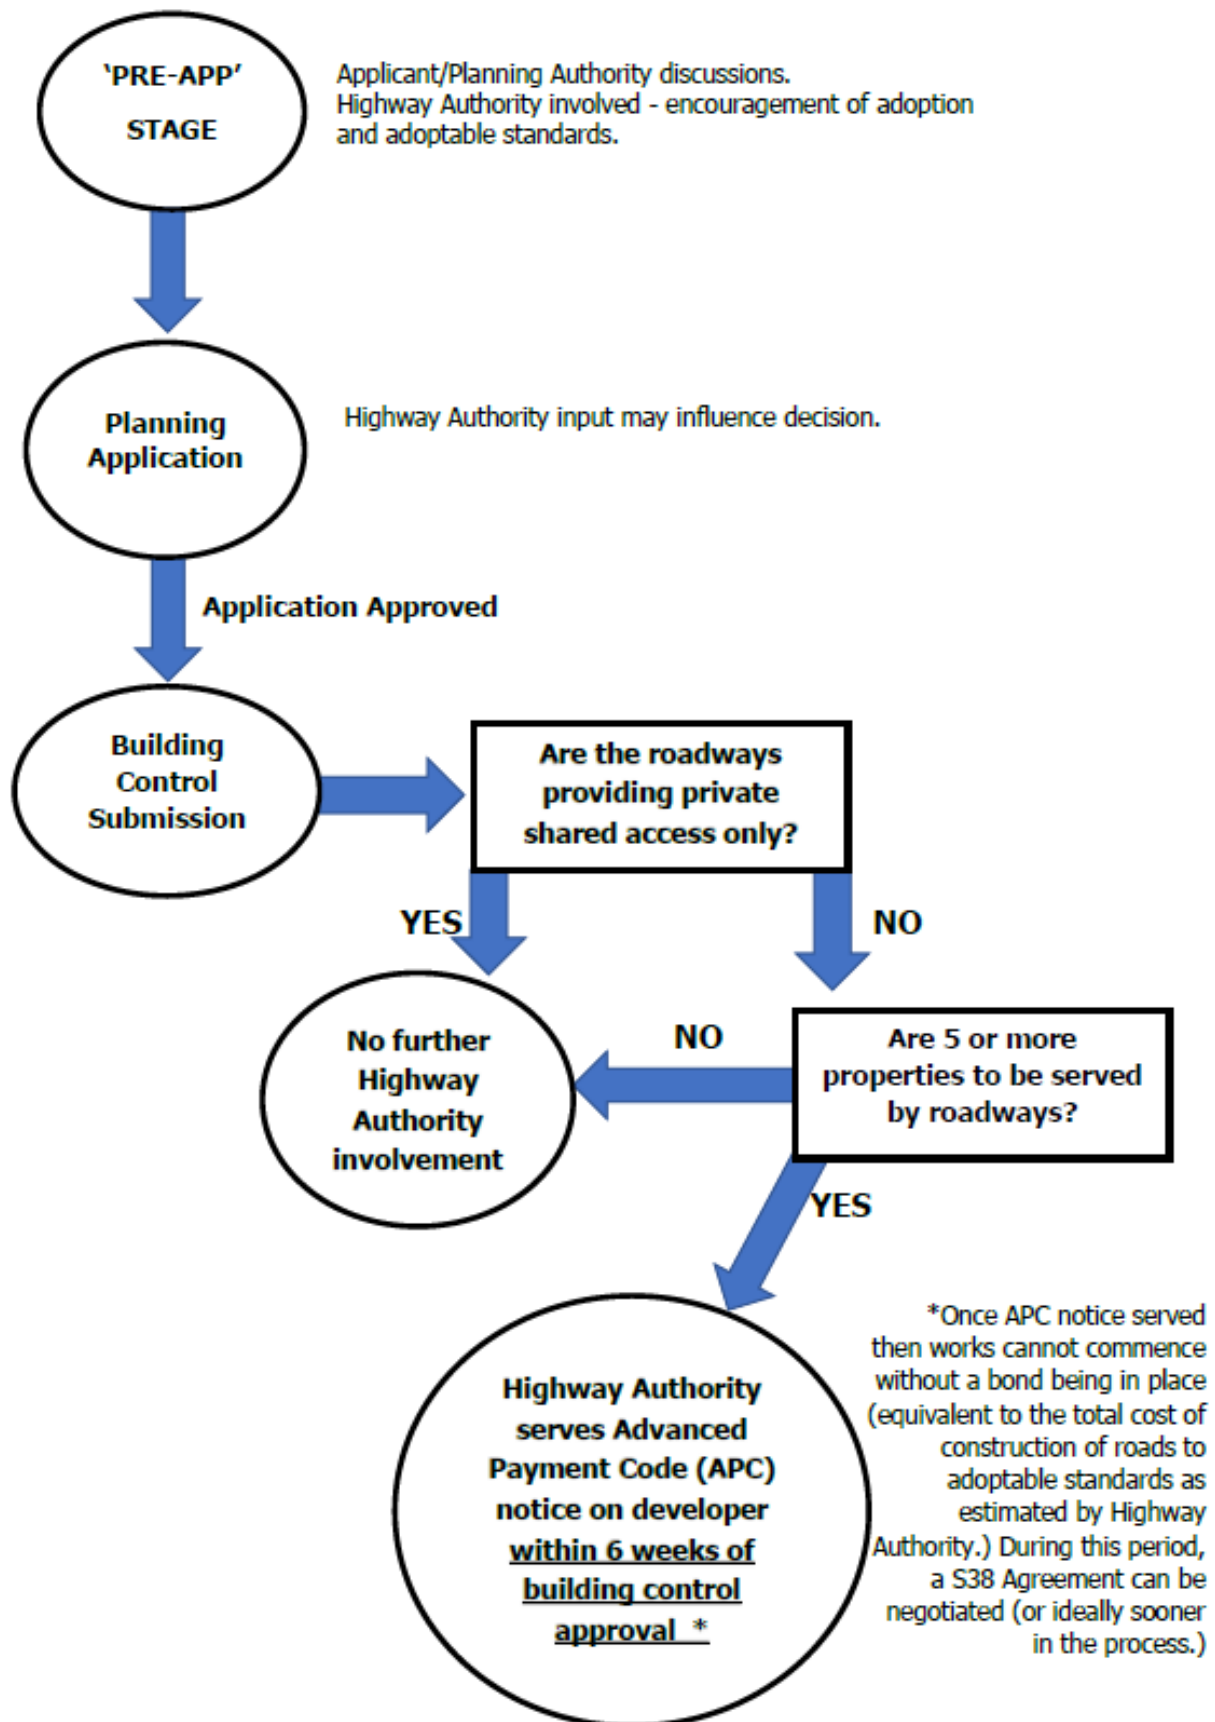 ‘PRE-APP’
STAGE
Applicant/Planning Authority discussions.
Highway Authority involved - encouragement of adoption
and adoptable standards.
Planning
Application
Highway Authority input may influence decision.
Application Approved
Building
Control
Submission
Are the roadways
providing private
shared access only?
YES
NO
No further
Highway
Authority
involvement
NO
Are 5 or more
properties to be served
by roadways?
YES
Highway Authority
serves Advanced
Payment Code (APC)
notice on developer
within 6 weeks of
building control
approval *
*Once APC notice served
then works cannot commence
without a bond being in place
(equivalent to the total cost of
construction of roads to
adoptable standards as
estimated by Highway
Authority.) During this period,
a S38 Agreement can be
negotiated (or ideally sooner
in the process.)